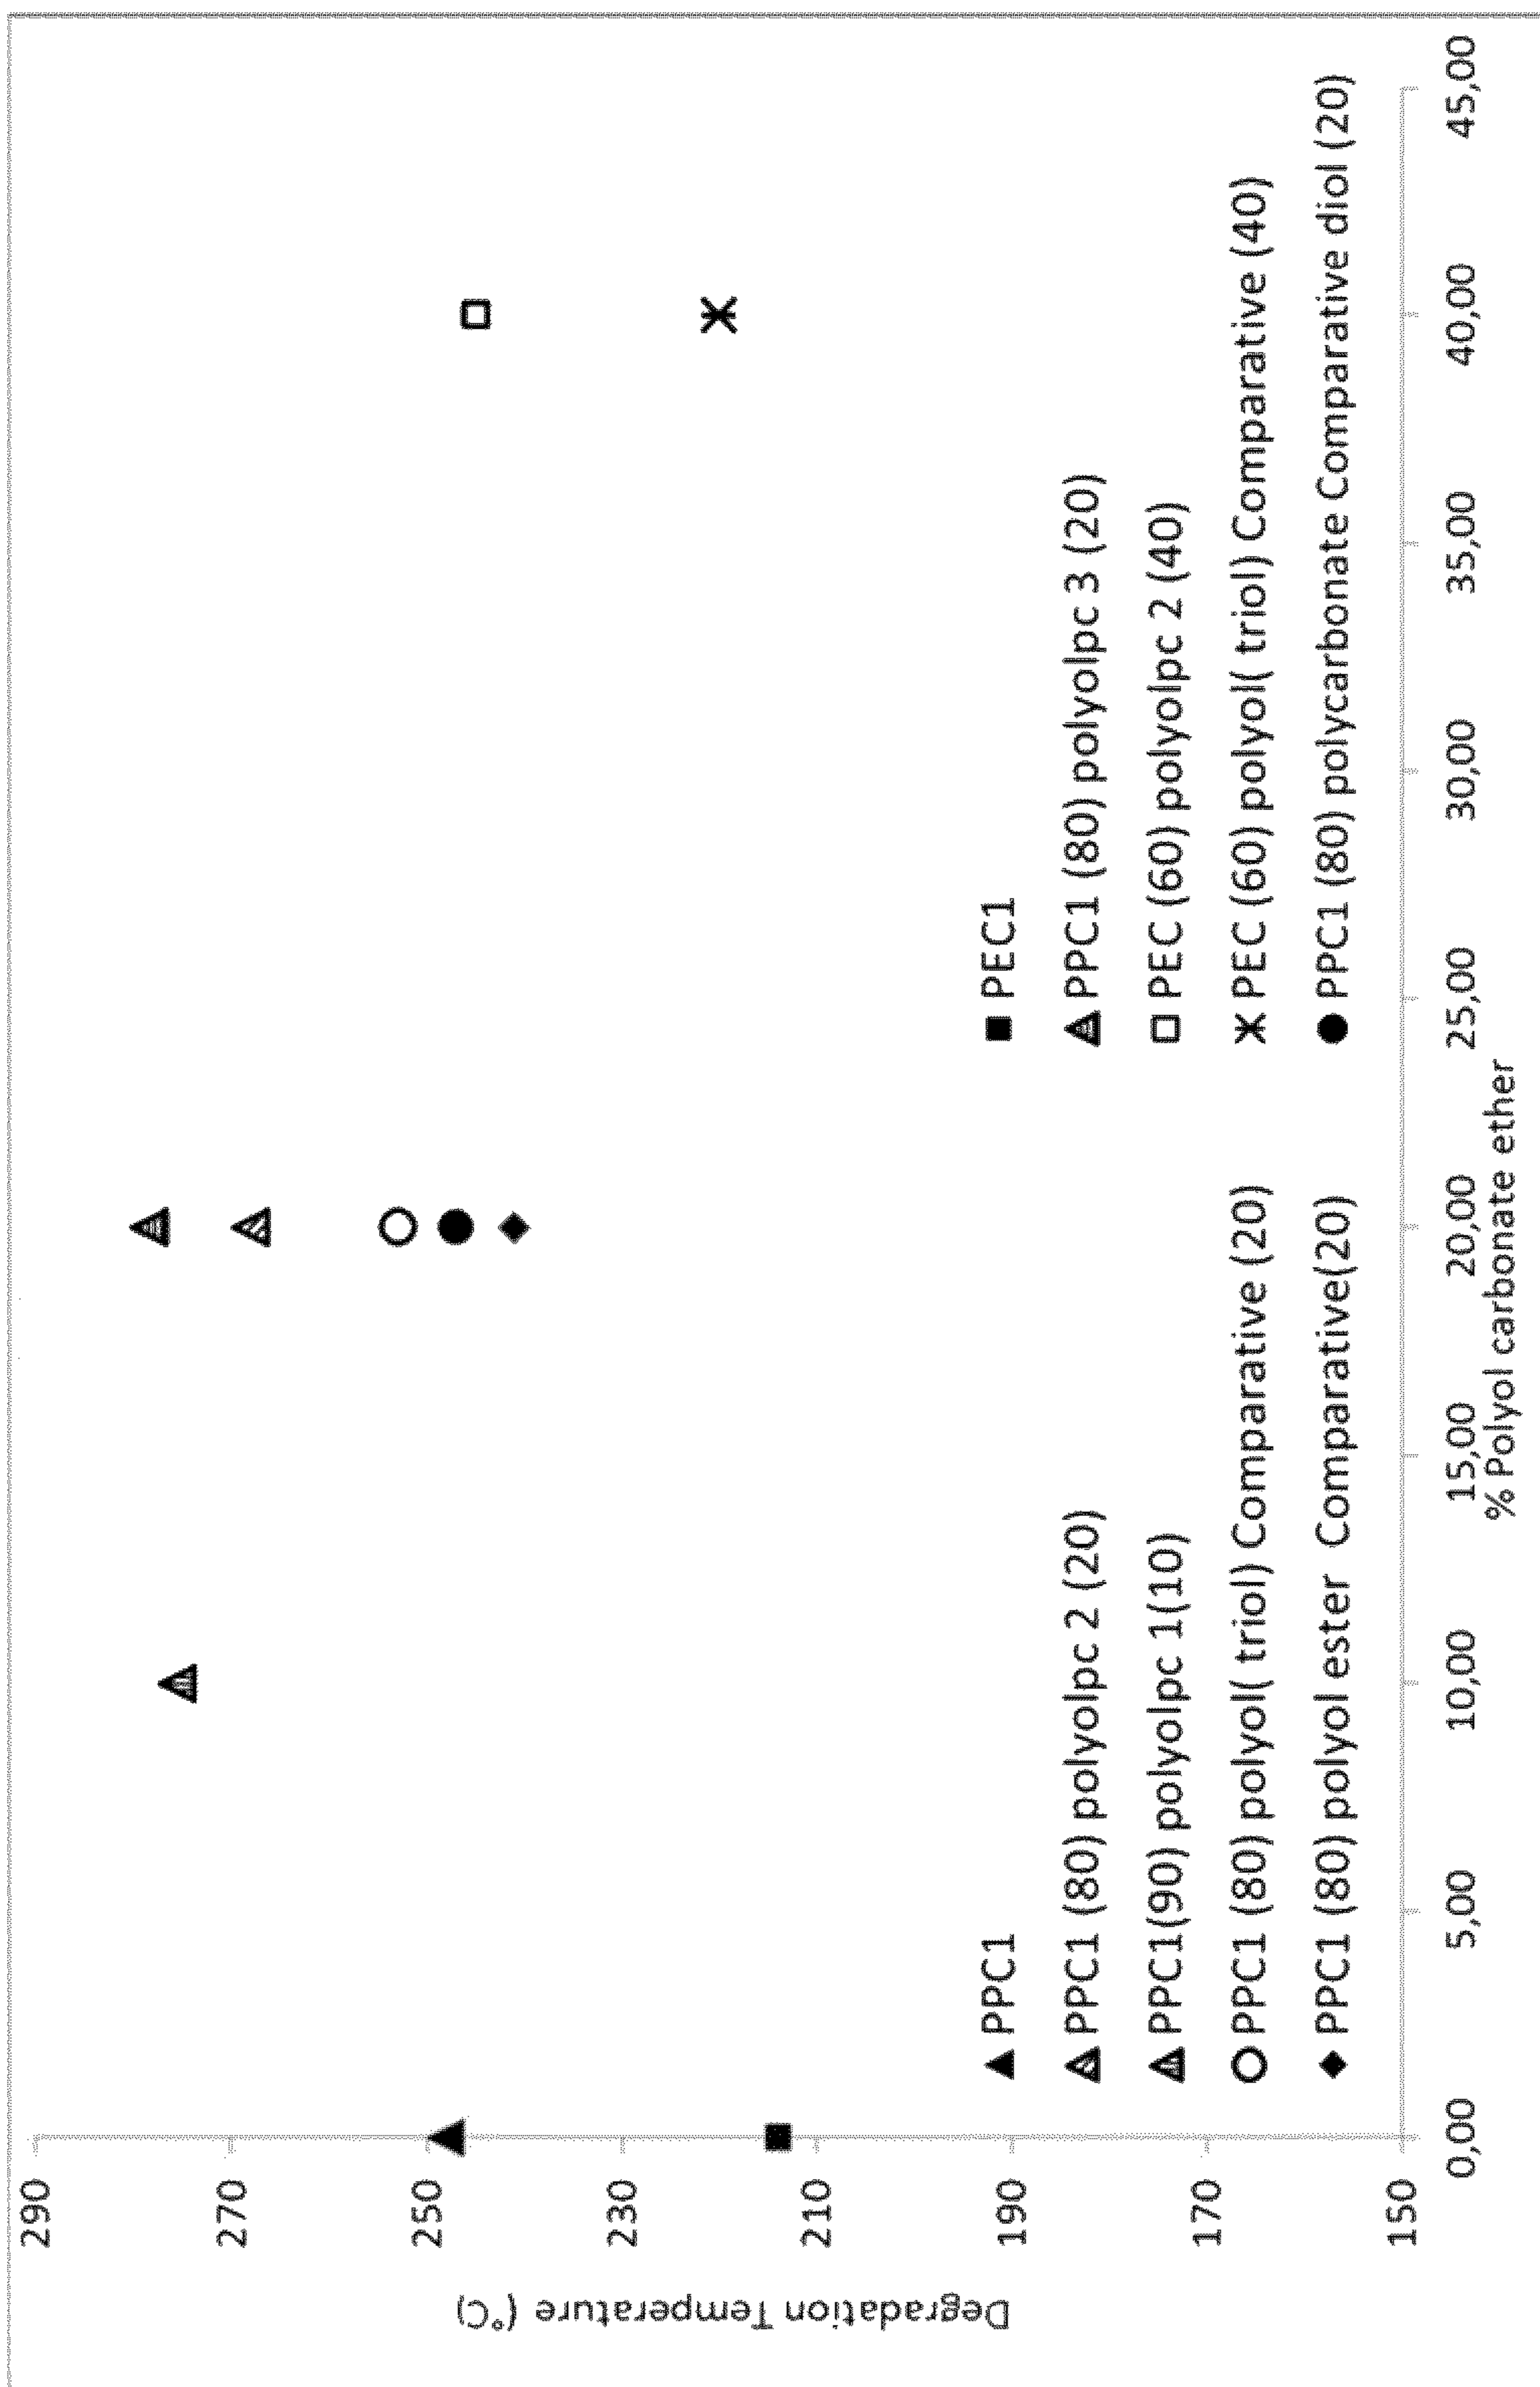 Degradation Temperature (°C)
290
270
250
230
210
190
170
150
PPC1
PEC1
PPC1 (80) polyolpc 2 (20)
PPC1 (80) polyolpc 3 (20)
PPC1(90) polyolpc 1(10)
PEC (60) polyolpc 2 (40)
PPC1 (80) polyol( triol) Comparative (20)
PEC (60) polyol( triol) Comparative (40)
PPC1 (80) polyol ester Comparative(20)
PPC1 (80) polycarbonate Comparative diol (20)
0,00 5,00 10,00 15,00 20,00 25,00 30,00 35,00 40,00 45,00
% Polyol carbonate ether